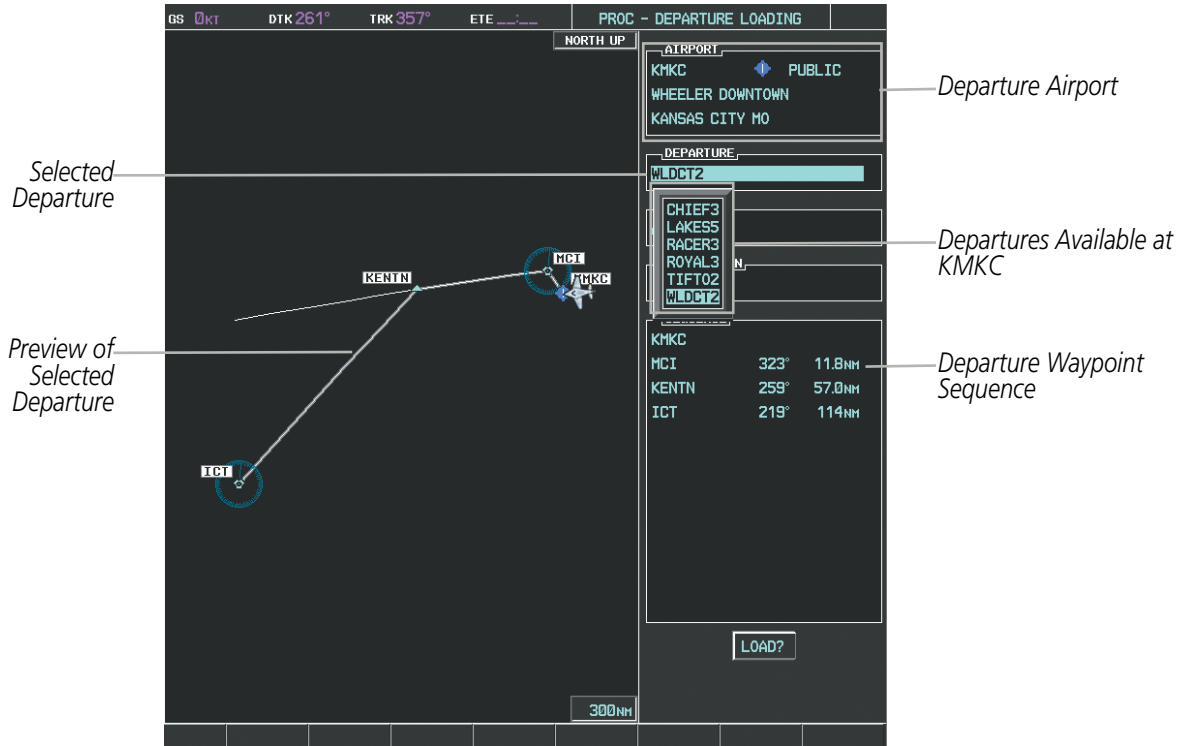 GS 0KT DTK 261° TRK 357° ETE __:__ PROC - DEPARTURE LOADING
NORTH UP
AIRPORT
KMKC PUBLIC
WHEELER DOWNTOWN
KANSAS CITY MO
Departure Airport
DEPARTURE
WLDCT2
Selected
Departure
CHIEF3
LAKES5
RACER3
ROYAL3
TIFTO2
WLDCT2
N
Departures Available at
KMKC
MCI
KENTN
KMKC
ICT
Preview of
Selected
Departure
KMKC
MCI 323° 11.8NM
KENTN 259° 57.0NM
ICT 219° 114NM
Departure Waypoint
Sequence
LOAD?
300NM